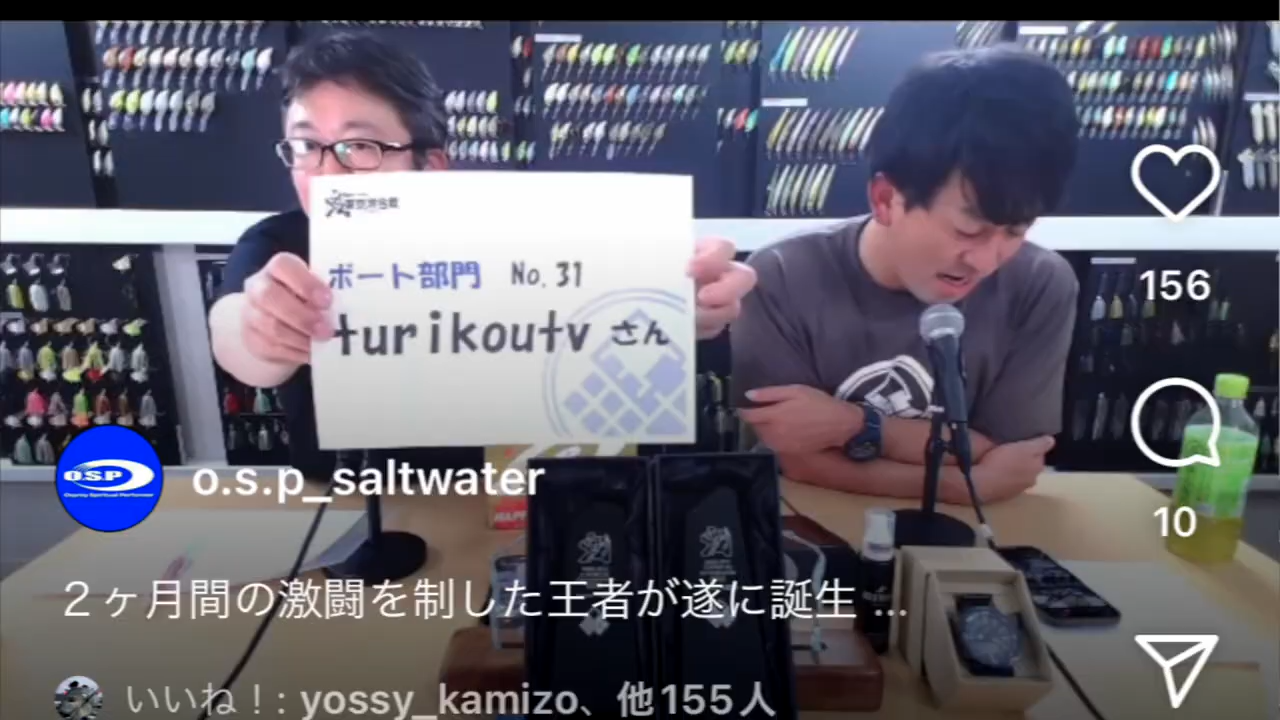 ボート部門 No.31
turikoutv さん
156
O.S.P
o.s.p_saltwater
10
２ヶ月間の激闘を制した王者が遂に誕生 ...
いいね！: yossy_kamizo、他155人